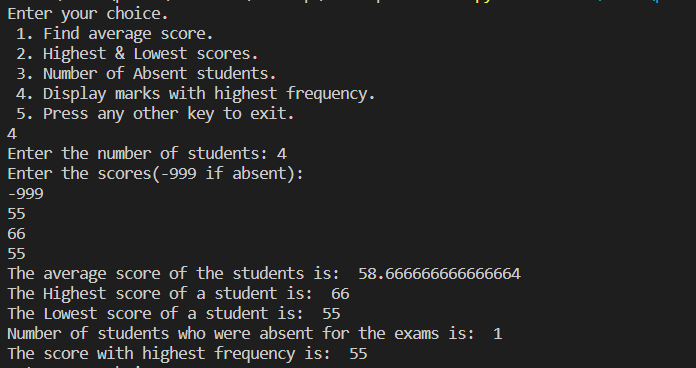 Enter your choice.
1. Find average score.
2. Highest & Lowest scores.
3. Number of Absent students.
4. Display marks with highest frequency.
5. Press any other key to exit.
4
Enter the number of students: 4
Enter the scores(-999 if absent):
-999
55
66
55
The average score of the students is:  58.666666666666664
The Highest score of a student is:  66
The Lowest score of a student is:  55
Number of students who were absent for the exams is:  1
The score with highest frequency is:  55